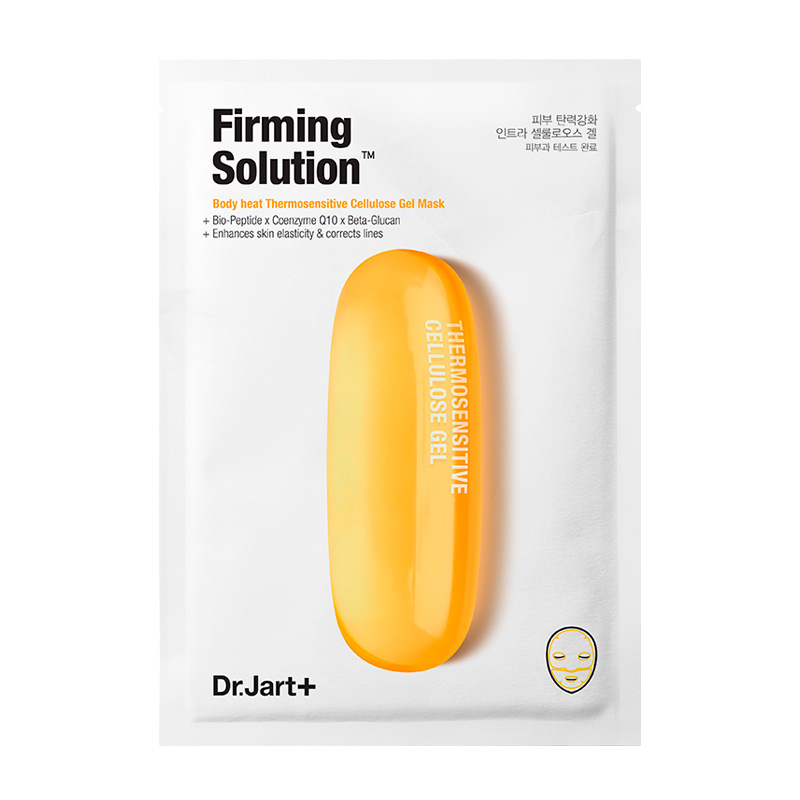 Firming
Solution™
Body heat Thermosensitive Cellulose Gel Mask
+ Bio-Peptide x Coenzyme Q10 x Beta-Glucan
+ Enhances skin elasticity & corrects lines
피부 탄력강화
인트라 셀룰로오스 겔
피부과 테스트 완료
THERMOSENSITIVE
CELLULOSE GEL
Dr.Jart+